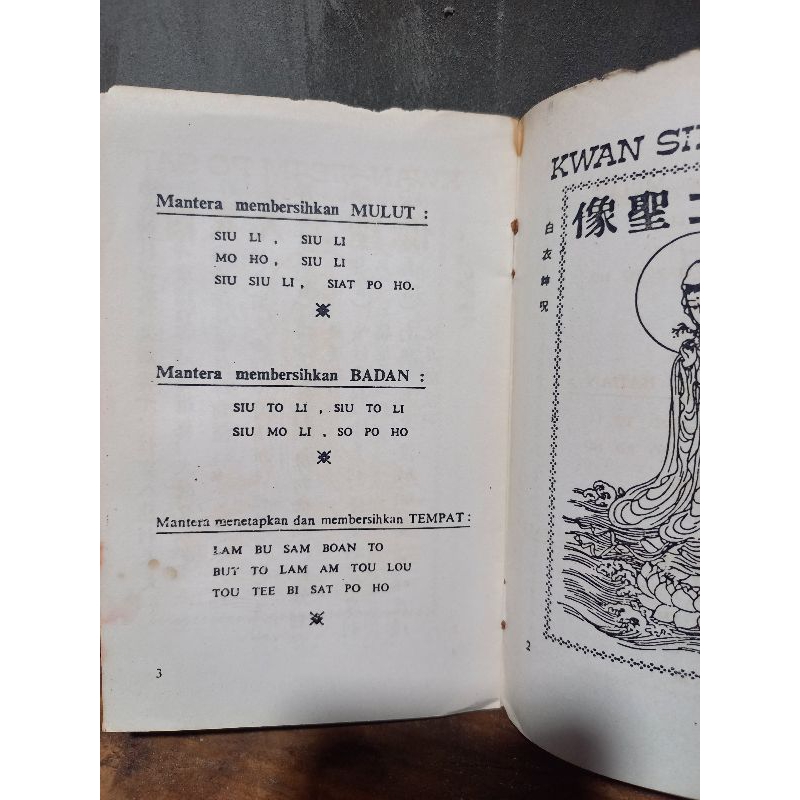 Mantera membersihkan MULUT :
SIU LI , SIU LI
MO HO , SIU LI
SIU SIU LI , SIAT PO HO.
Mantera membersihkan BADAN :
SIU TO LI , SIU TO LI
SIU MO LI , SO PO HO
Mantera menetapkan dan membersihkan TEMPAT :
LAM BU SAM BOAN TO
BUT TO LAM AM TOU LOU
TOU TEE BI SAT PO HO
3
KWAN
像聖
白衣神呪
2